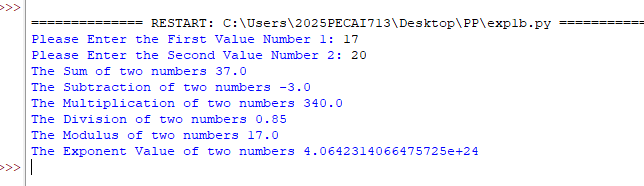 >>>
============== RESTART: C:\Users\2025PECAI713\Desktop\PP\exp1b.py ===========
Please Enter the First Value Number 1: 17
Please Enter the Second Value Number 2: 20
The Sum of two numbers 37.0
The Subtraction of two numbers -3.0
The Multiplication of two numbers 340.0
The Division of two numbers 0.85
The Modulus of two numbers 17.0
The Exponent Value of two numbers 4.0642314066475725e+24
>>>